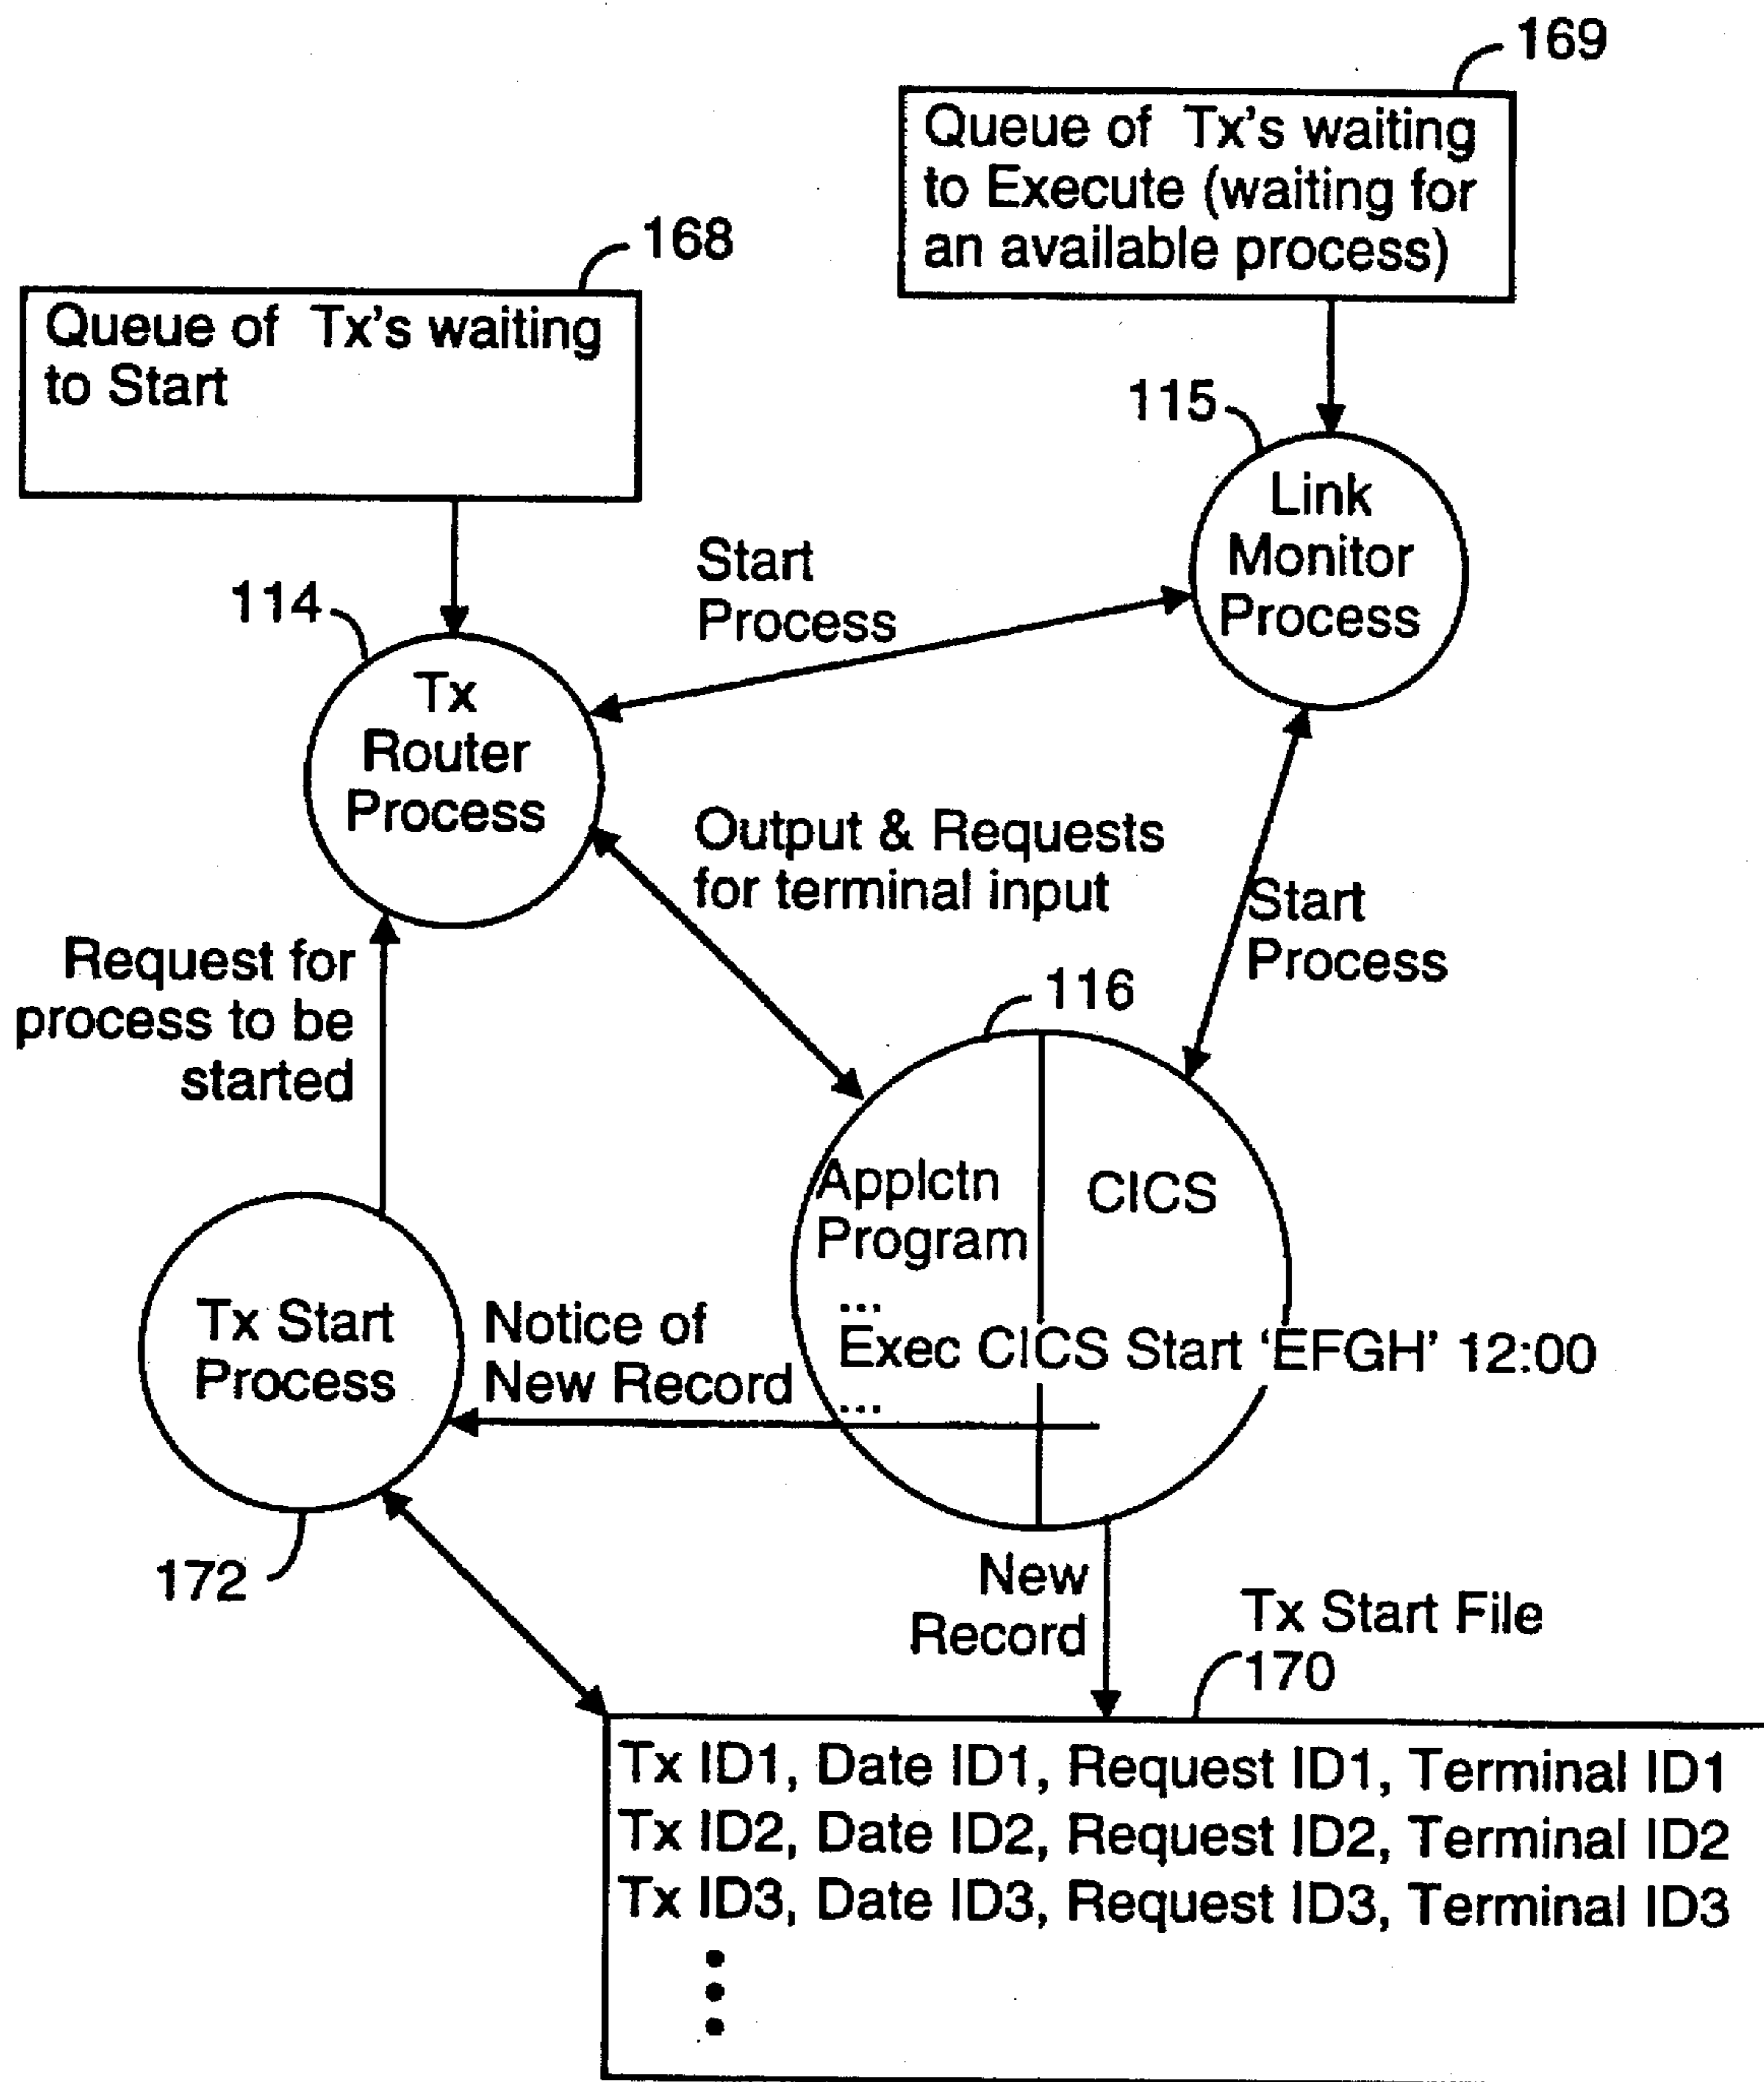 169
Queue of Tx's waiting
to Execute (waiting for
an available process)
168
Queue of Tx's waiting
to Start
115
Link
Monitor
Process
Start
Process
114
Tx
Router
Process
Output & Requests
for terminal input
Start
Process
Request for
process to be
started
116
Applctn
Program
CICS
...
Exec CICS Start 'EFGH' 12:00
...
Tx Start
Process
Notice of
New Record
172
New
Record
Tx Start File
170
Tx ID1, Date ID1, Request ID1, Terminal ID1
Tx ID2, Date ID2, Request ID2, Terminal ID2
Tx ID3, Date ID3, Request ID3, Terminal ID3